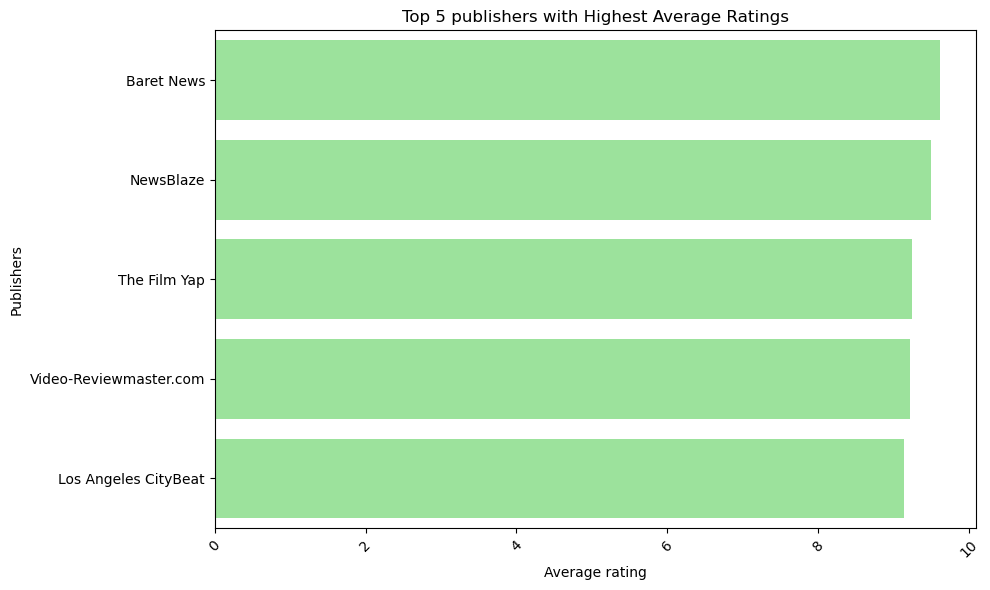 Top 5 publishers with Highest Average Ratings
Publishers
Baret News
NewsBlaze
The Film Yap
Video-Reviewmaster.com
Los Angeles CityBeat
0 2 4 6 8 10
Average rating